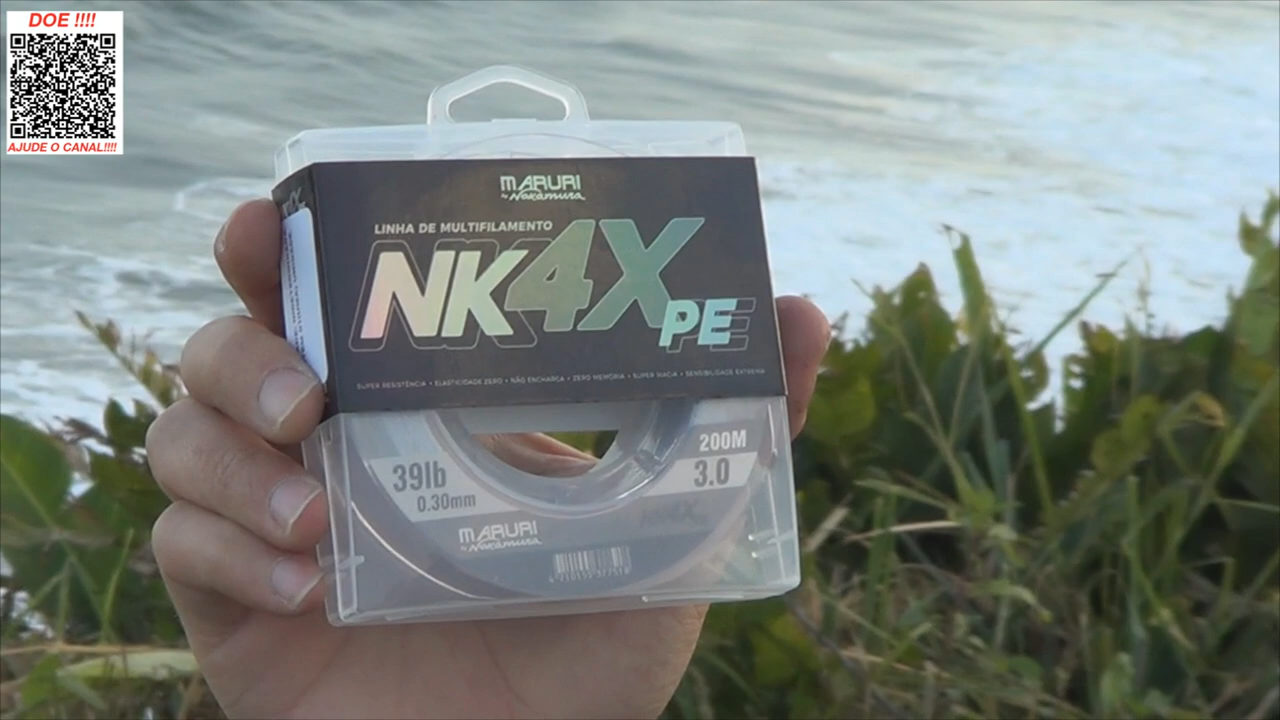 DOE !!!!
AJUDE O CANAL!!!!
MARURI
by Nakamura
LINHA DE MULTIFILAMENTO
NK4X
PE
SUPER RESISTÊNCIA • ELASTICIDADE ZERO • NÃO ENCHARCA • ZERO MEMÓRIA • SUPER MACIA • SENSIBILIDADE EXTREMA
39lb
0.30mm
200M
3.0
MARURI
by Nakamura